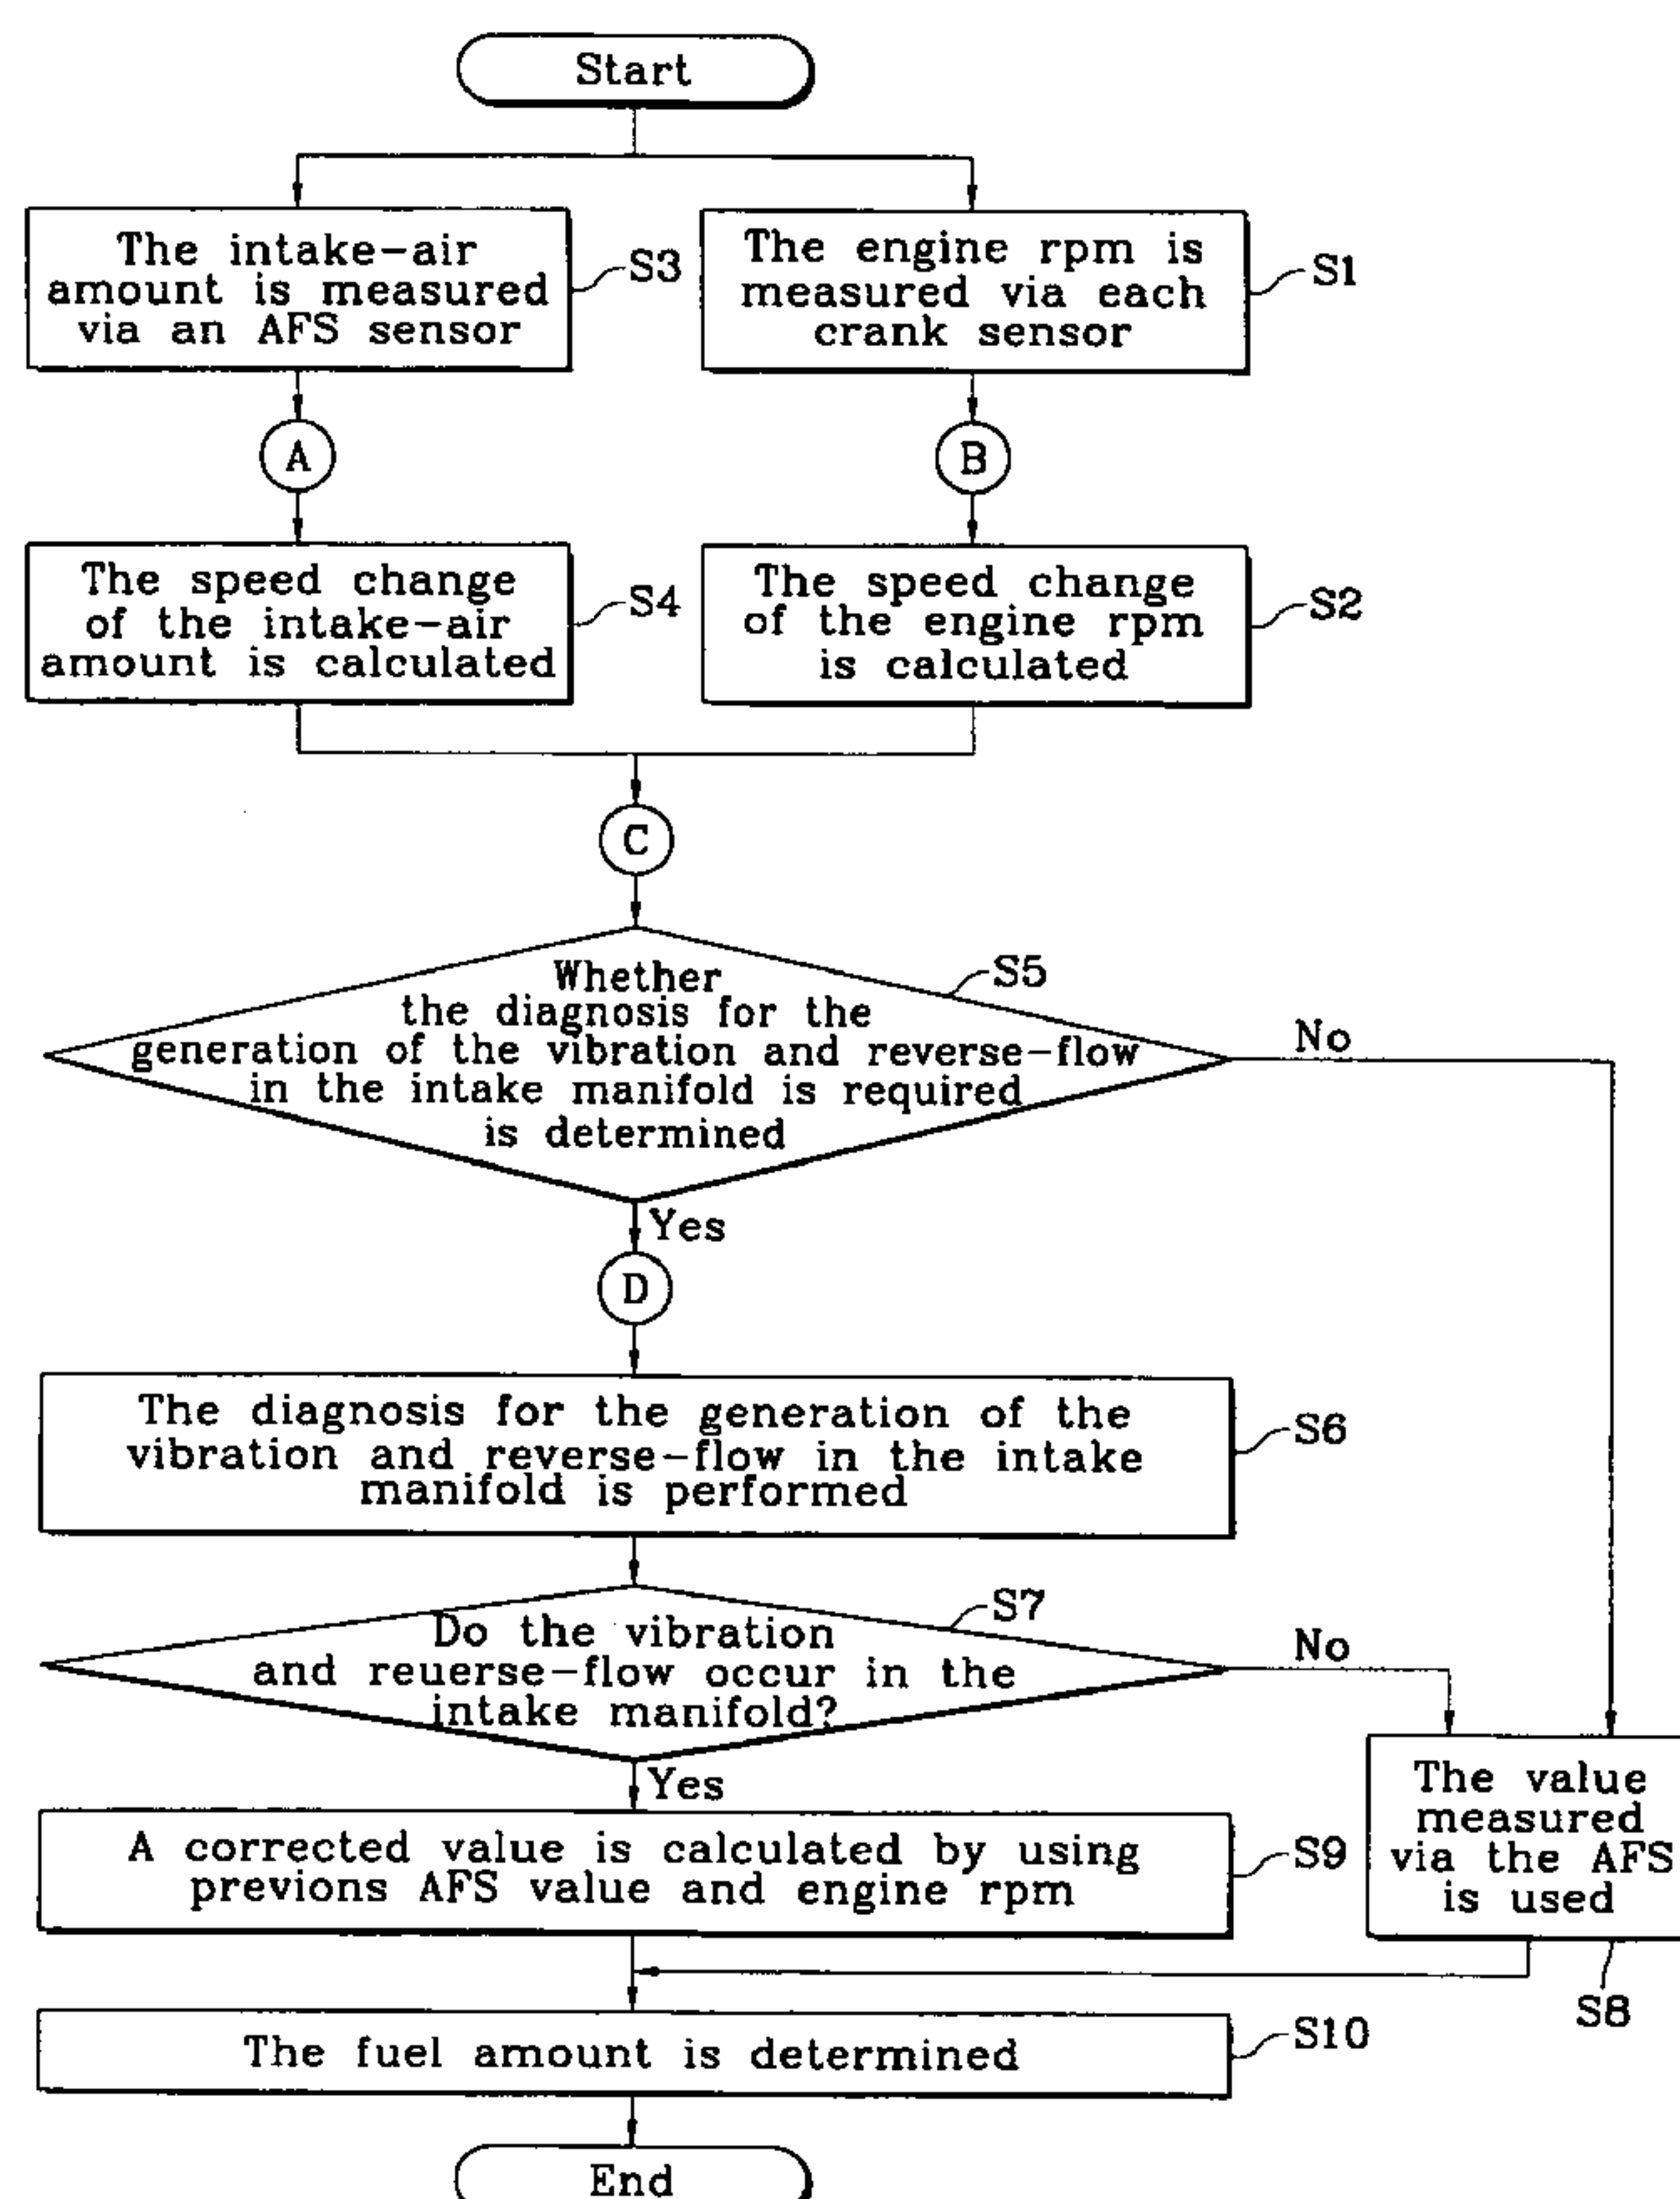 Start
The intake-air
amount is measured
via an AFS sensor
S3
The engine rpm is
measured via each
crank sensor
S1
A
B
The speed change
of the intake-air
amount is calculated
S4
The speed change
of the engine rpm
is calculated
S2
C
Whether
the diagnosis for the
generation of the vibration and reverse-flow
in the intake manifold is required
is determined
S5
No
Yes
D
The diagnosis for the generation of the
vibration and reverse-flow in the intake
manifold is performed
S6
Do the vibration
and reuerse-flow occur in the
intake manifold?
S7
No
Yes
A corrected value is calculated by using
previons AFS value and engine rpm
S9
The value
measured
via the AFS
is used
S8
The fuel amount is determined
S10
End